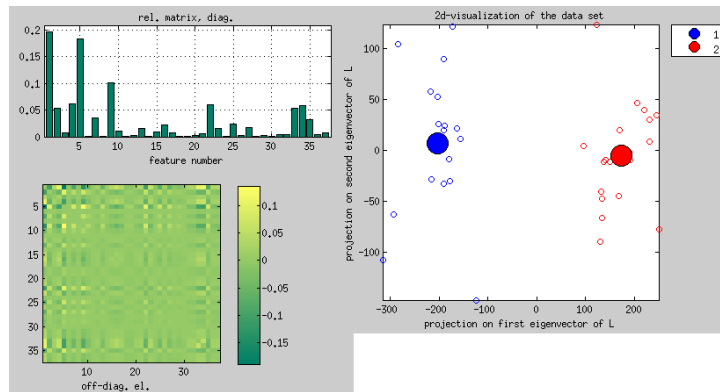 rel. matrix, diag.
0.2
0.15
0.1
0.05
0
5 10 15 20 25 30 35
feature number
5
10
15
20
25
30
35
10 20 30
off-diag. el.
0.1
0.05
0
-0.05
-0.1
-0.15
2d-visualization of the data set
projection on second eigenvector of L
100
50
0
-50
-100
-300 -200 -100 0 100 200
projection on first eigenvector of L
1
2